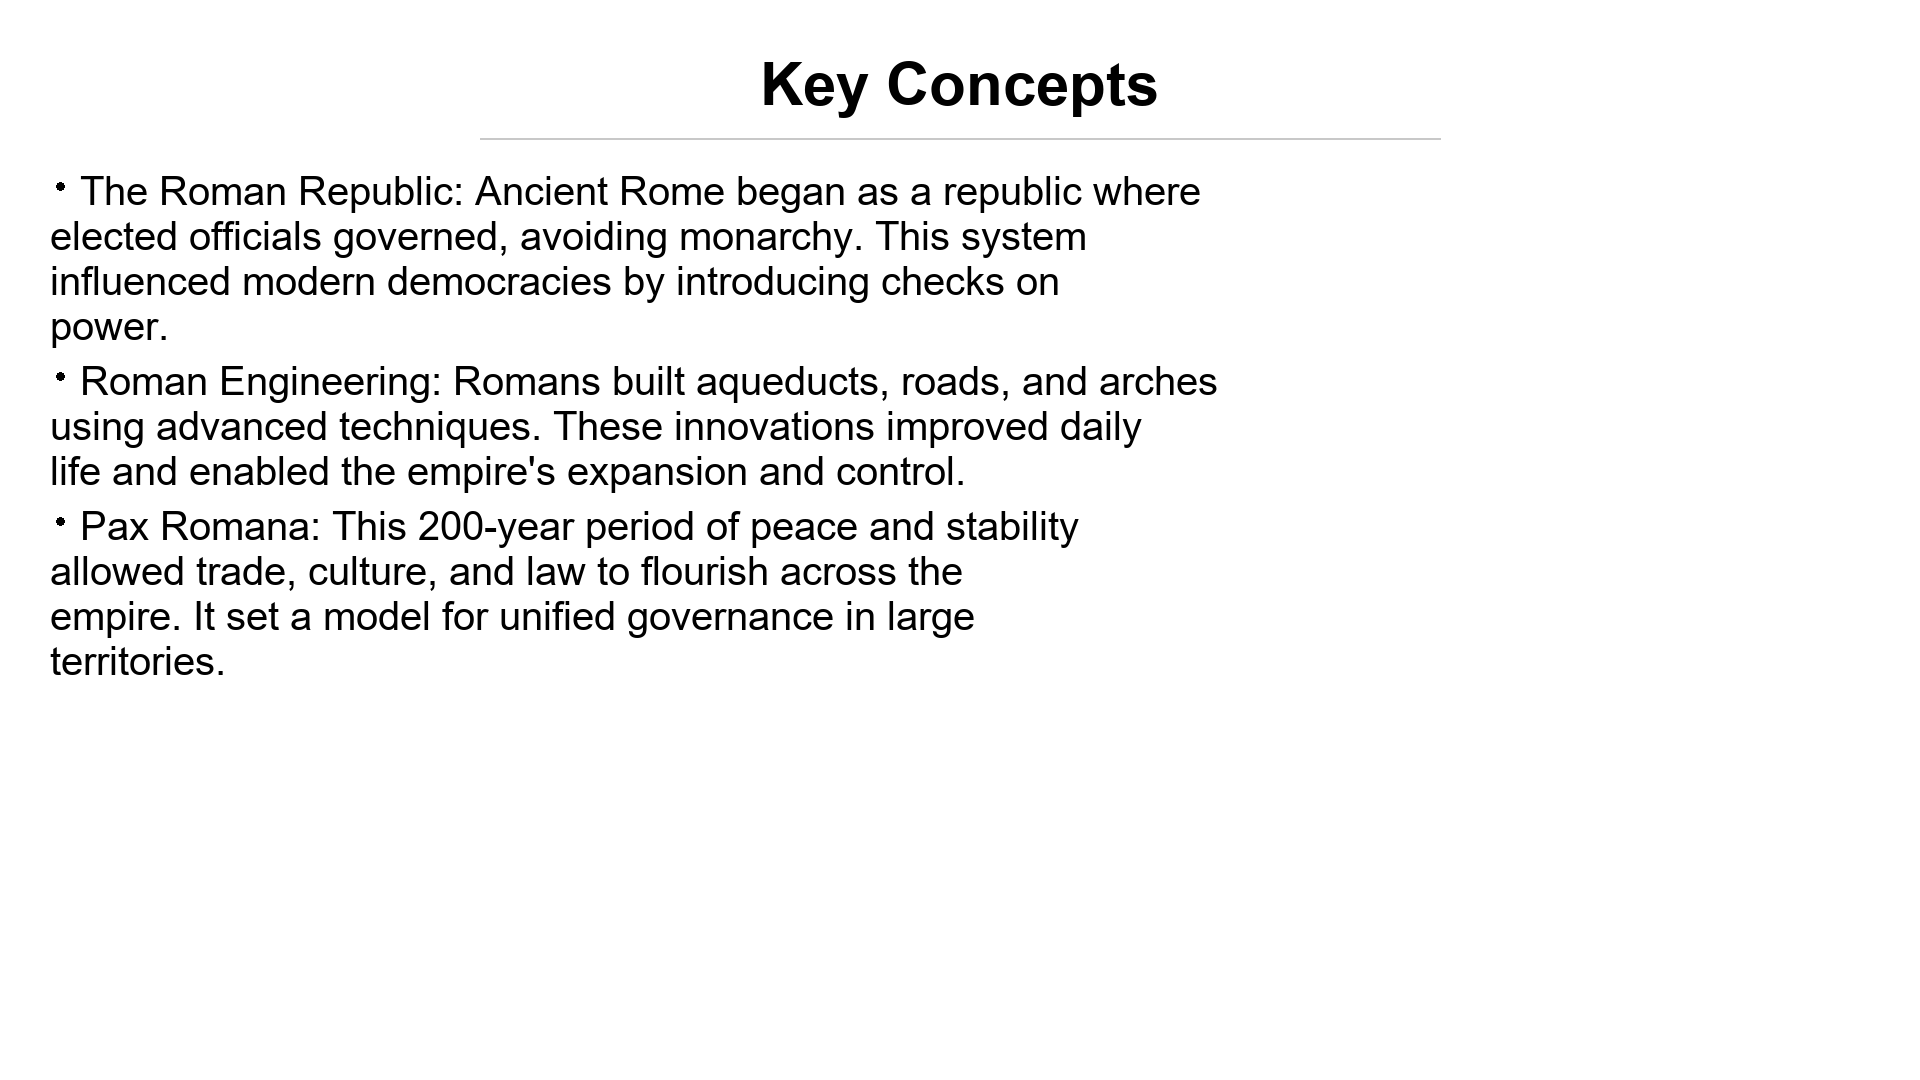 Key Concepts
• The Roman Republic: Ancient Rome began as a republic where
elected officials governed, avoiding monarchy. This system
influenced modern democracies by introducing checks on
power.
• Roman Engineering: Romans built aqueducts, roads, and arches
using advanced techniques. These innovations improved daily
life and enabled the empire's expansion and control.
• Pax Romana: This 200-year period of peace and stability
allowed trade, culture, and law to flourish across the
empire. It set a model for unified governance in large
territories.